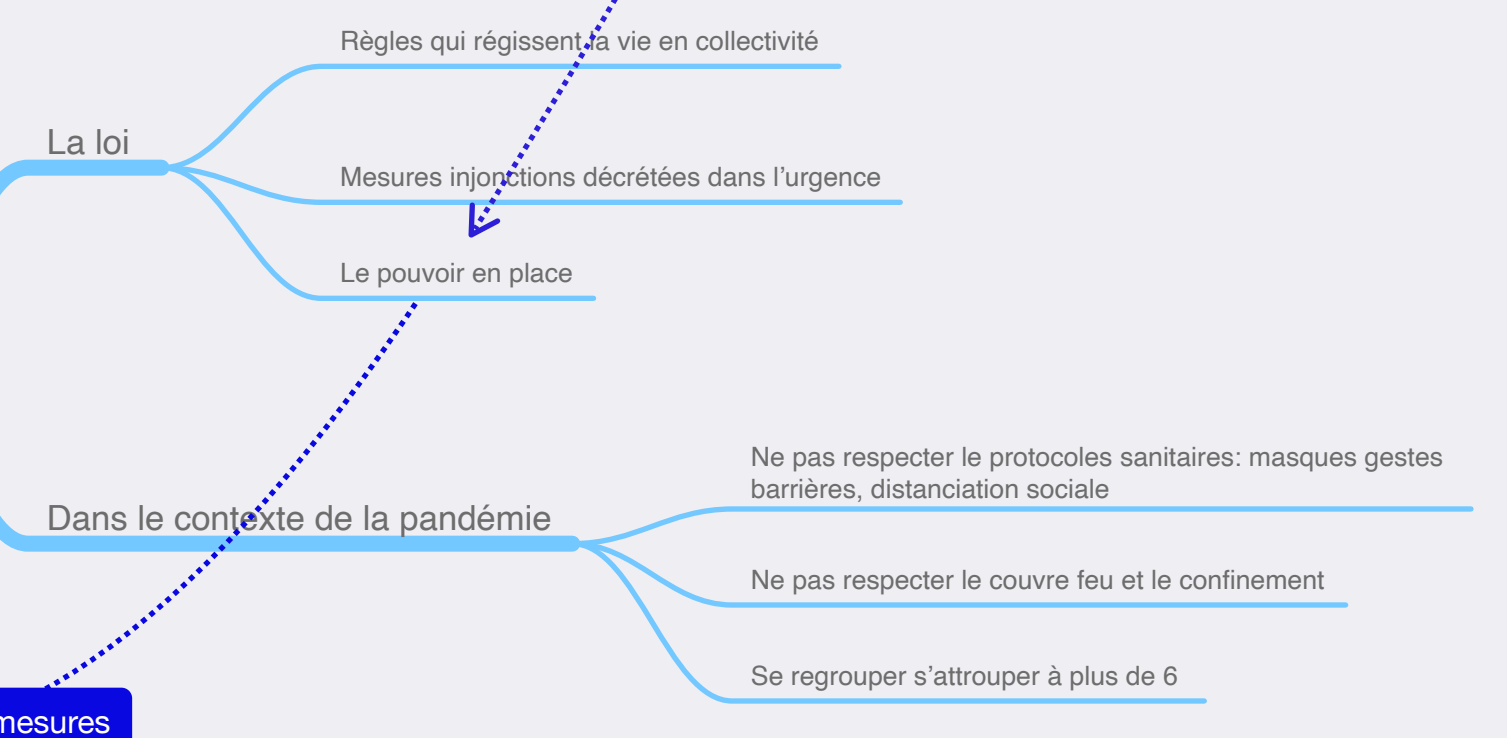 Règles qui régissent la vie en collectivité
La loi
Mesures injonctions décrétées dans l’urgence
Le pouvoir en place
Ne pas respecter le protocoles sanitaires: masques gestes
barrières, distanciation sociale
Dans le contexte de la pandémie
Ne pas respecter le couvre feu et le confinement
Se regrouper s’attrouper à plus de 6
mesures